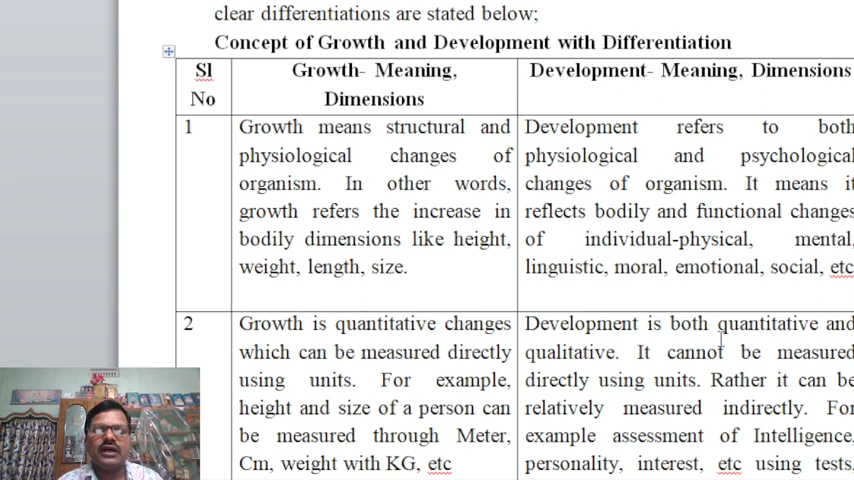 clear differentiations are stated below;
Concept of Growth and Development with Differentiation
Sl No
Growth- Meaning,
Dimensions
Development- Meaning, Dimensions
1
Growth means structural and
physiological changes of
organism. In other words,
growth refers the increase in
bodily dimensions like height,
weight, length, size.
Development refers to both
physiological and psychological
changes of organism. It means it
reflects bodily and functional changes
of individual-physical, mental,
linguistic, moral, emotional, social, etc
2
Growth is quantitative changes
which can be measured directly
using units. For example,
height and size of a person can
be measured through Meter,
Cm, weight with KG, etc
Development is both quantitative and
qualitative. It cannot be measured
directly using units. Rather it can be
relatively measured indirectly. For
example assessment of Intelligence,
personality, interest, etc using tests,